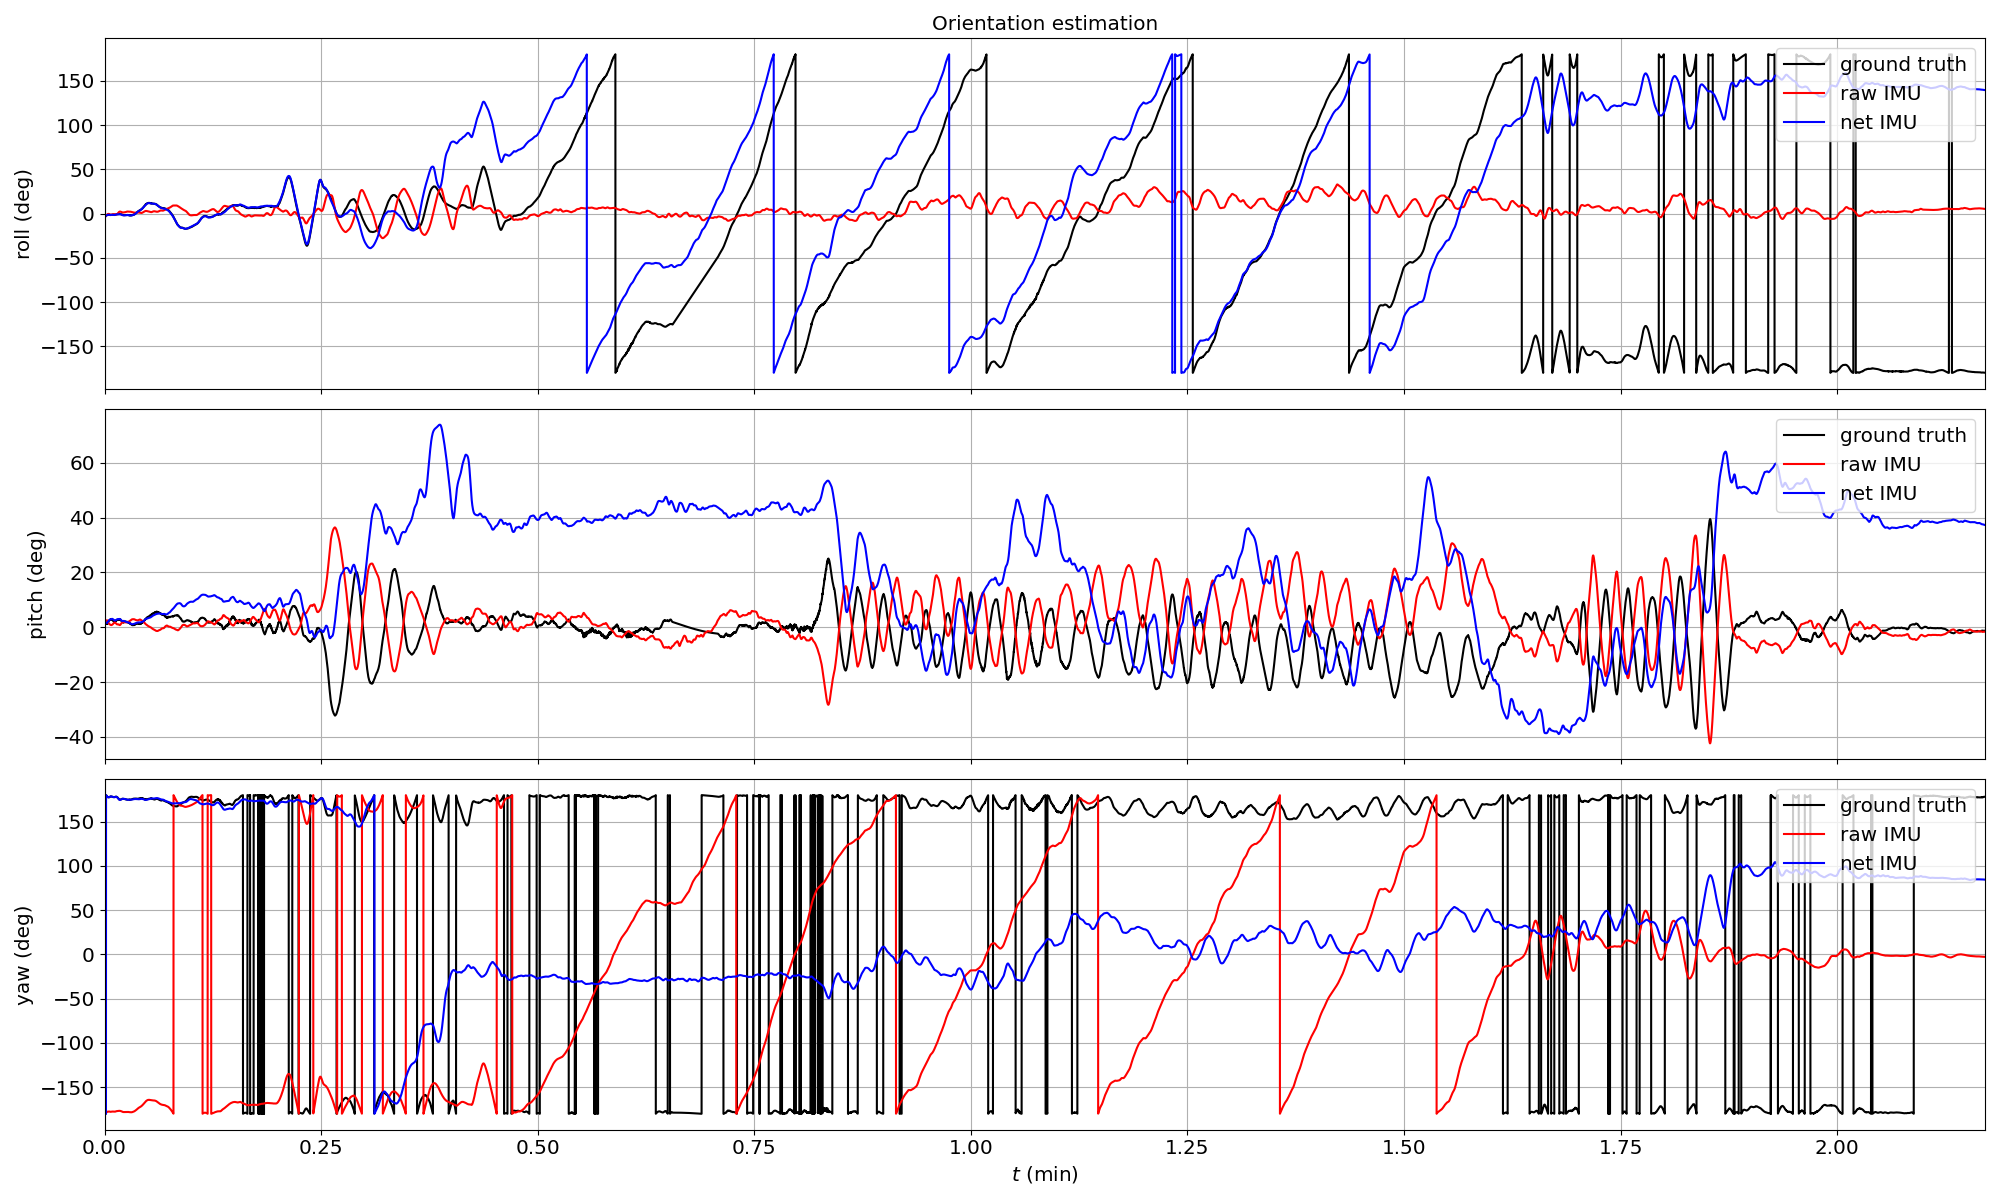 Orientation estimation
roll (deg)
150
100
50
0
−50
−100
−150
ground truth
raw IMU
net IMU
pitch (deg)
60
40
20
0
−20
−40
ground truth
raw IMU
net IMU
yaw (deg)
150
100
50
0
−50
−100
−150
ground truth
raw IMU
net IMU
0.00 0.25 0.50 0.75 1.00 1.25 1.50 1.75 2.00
t (min)